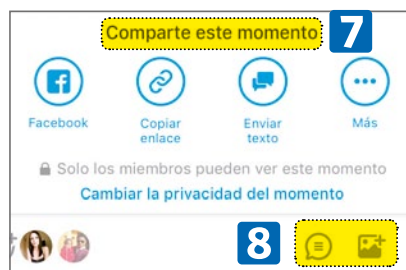 Comparte este momento 7
Facebook Copiar enlace Enviar texto Más
Solo los miembros pueden ver este momento
Cambiar la privacidad del momento
8